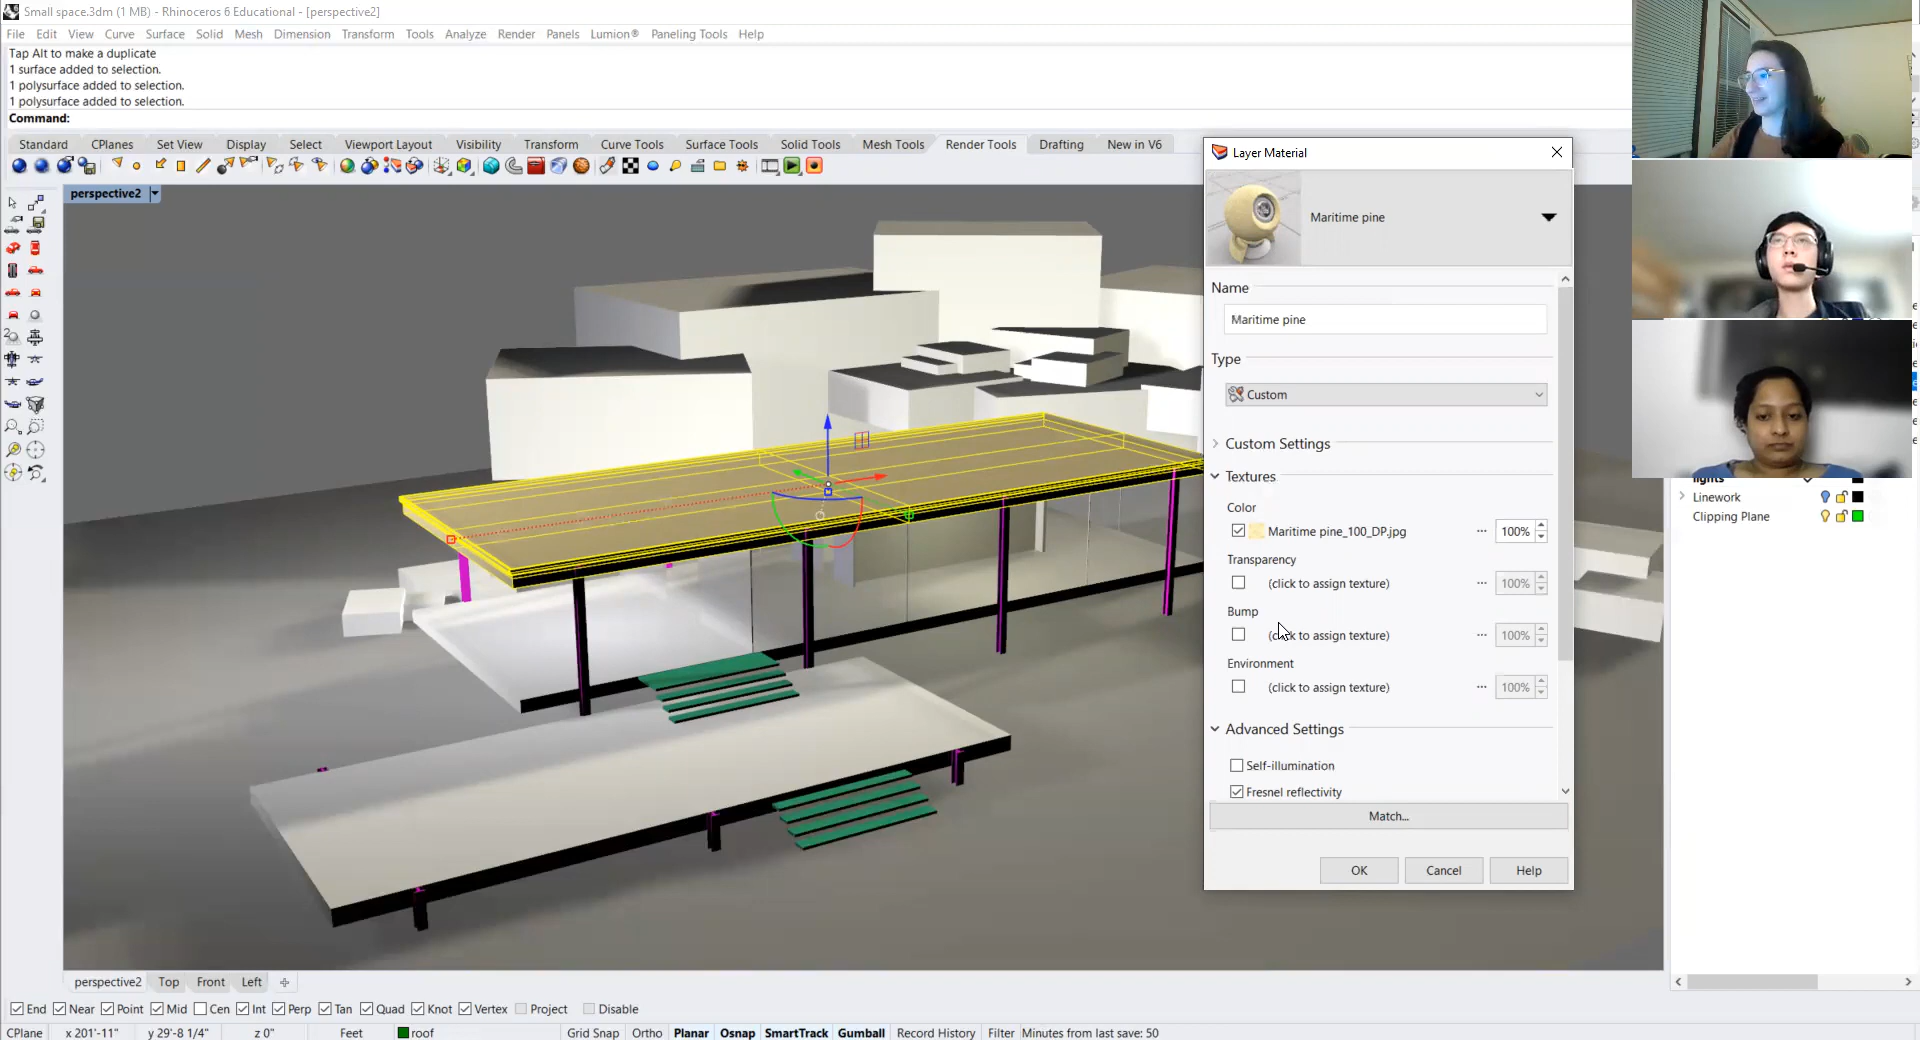 Small space.3dm (1 MB) - Rhinoceros 6 Educational - [perspective2]
File Edit View Curve Surface Solid Mesh Dimension Transform Tools Analyze Render Panels Lumion® Paneling Tools Help
Tap Alt to make a duplicate
1 surface added to selection.
1 polysurface added to selection.
1 polysurface added to selection.
Command:
Standard CPlanes Set View Display Select Viewport Layout Visibility Transform Curve Tools Surface Tools Solid Tools Mesh Tools Render Tools Drafting New in V6
perspective2
Layer Material
Maritime pine
Name
Maritime pine
Type
Custom
Custom Settings
Textures
Color
Maritime pine_100_DP.jpg ... 100%
Transparency
(click to assign texture) ... 100%
Bump
(click to assign texture) ... 100%
Environment
(click to assign texture) ... 100%
Advanced Settings
Self-illumination
Fresnel reflectivity
Match...
OK Cancel Help
lights
Linework
Clipping Plane
perspective2 Top Front Left
End Near Point Mid Cen Int Perp Tan Quad Knot Vertex Project Disable
CPlane x 201'-11" y 29'-8 1/4" z 0" Feet roof Grid Snap Ortho Planar Osnap SmartTrack Gumball Record History Filter Minutes from last save: 50